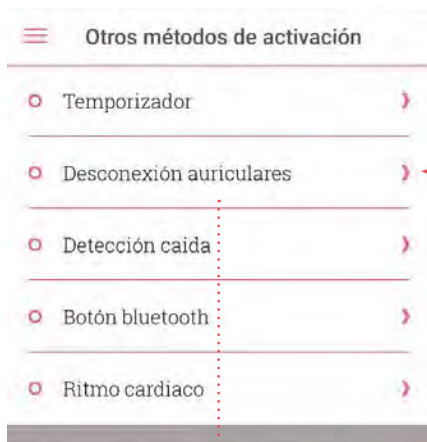 Otros métodos de activación
Temporizador
Desconexión auriculares
Detección caida
Botón bluetooth
Ritmo cardiaco